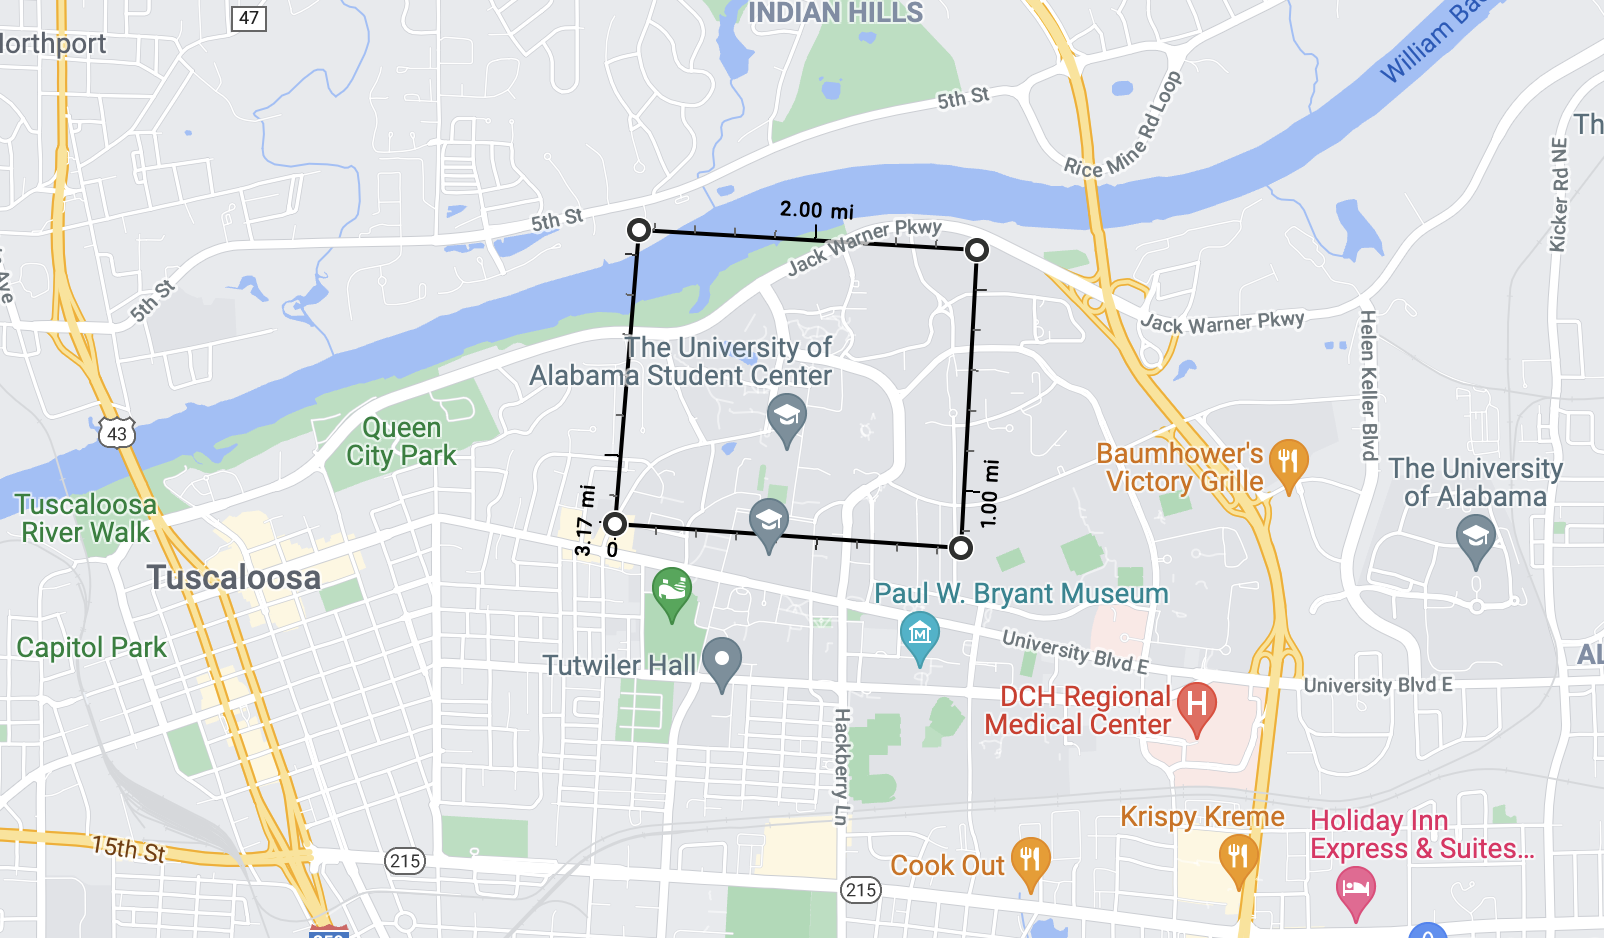 INDIAN HILLS
47
Northport
William Bac
5th St
Rice Mine Rd Loop
Th
Kicker Rd NE
2.00 mi
5th St
Jack Warner Pkwy
Ave
5th St
Jack Warner Pkwy
Helen Keller Blvd
The University of
Alabama Student Center
43
Queen
City Park
Baumhower's
Victory Grille
The University
of Alabama
1.00 mi
3.17 mi
0
Tuscaloosa
River Walk
Tuscaloosa
Paul W. Bryant Museum
M
University Blvd E
Capitol Park
Tutwiler Hall
AL
University Blvd E
DCH Regional
Medical Center
H
Hackberry Ln
Krispy Kreme
Holiday Inn
Express & Suites...
15th St
215
Cook Out
215